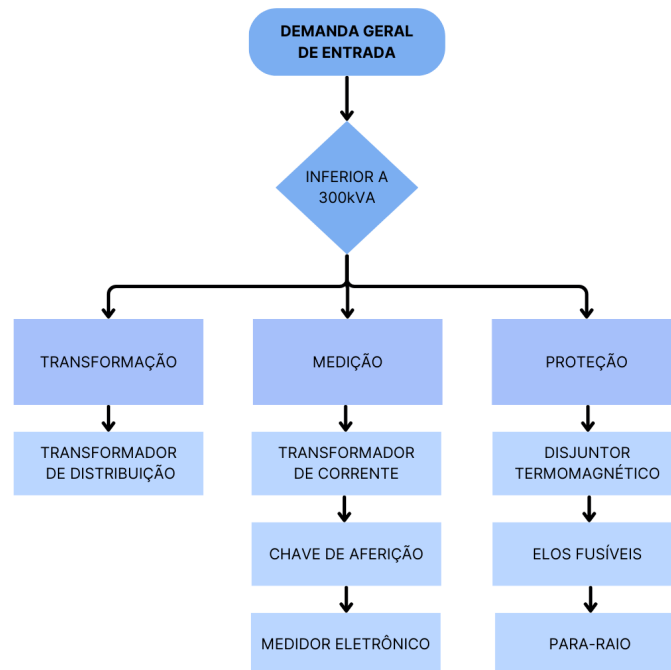 DEMANDA GERAL
DE ENTRADA
INFERIOR A
300kVA
TRANSFORMAÇÃO
MEDIÇÃO
PROTEÇÃO
TRANSFORMADOR
DE DISTRIBUIÇÃO
TRANSFORMADOR
DE CORRENTE
DISJUNTOR
TERMOMAGNÉTICO
CHAVE DE AFERIÇÃO
ELOS FUSÍVEIS
MEDIDOR ELETRÔNICO
PARA-RAIO